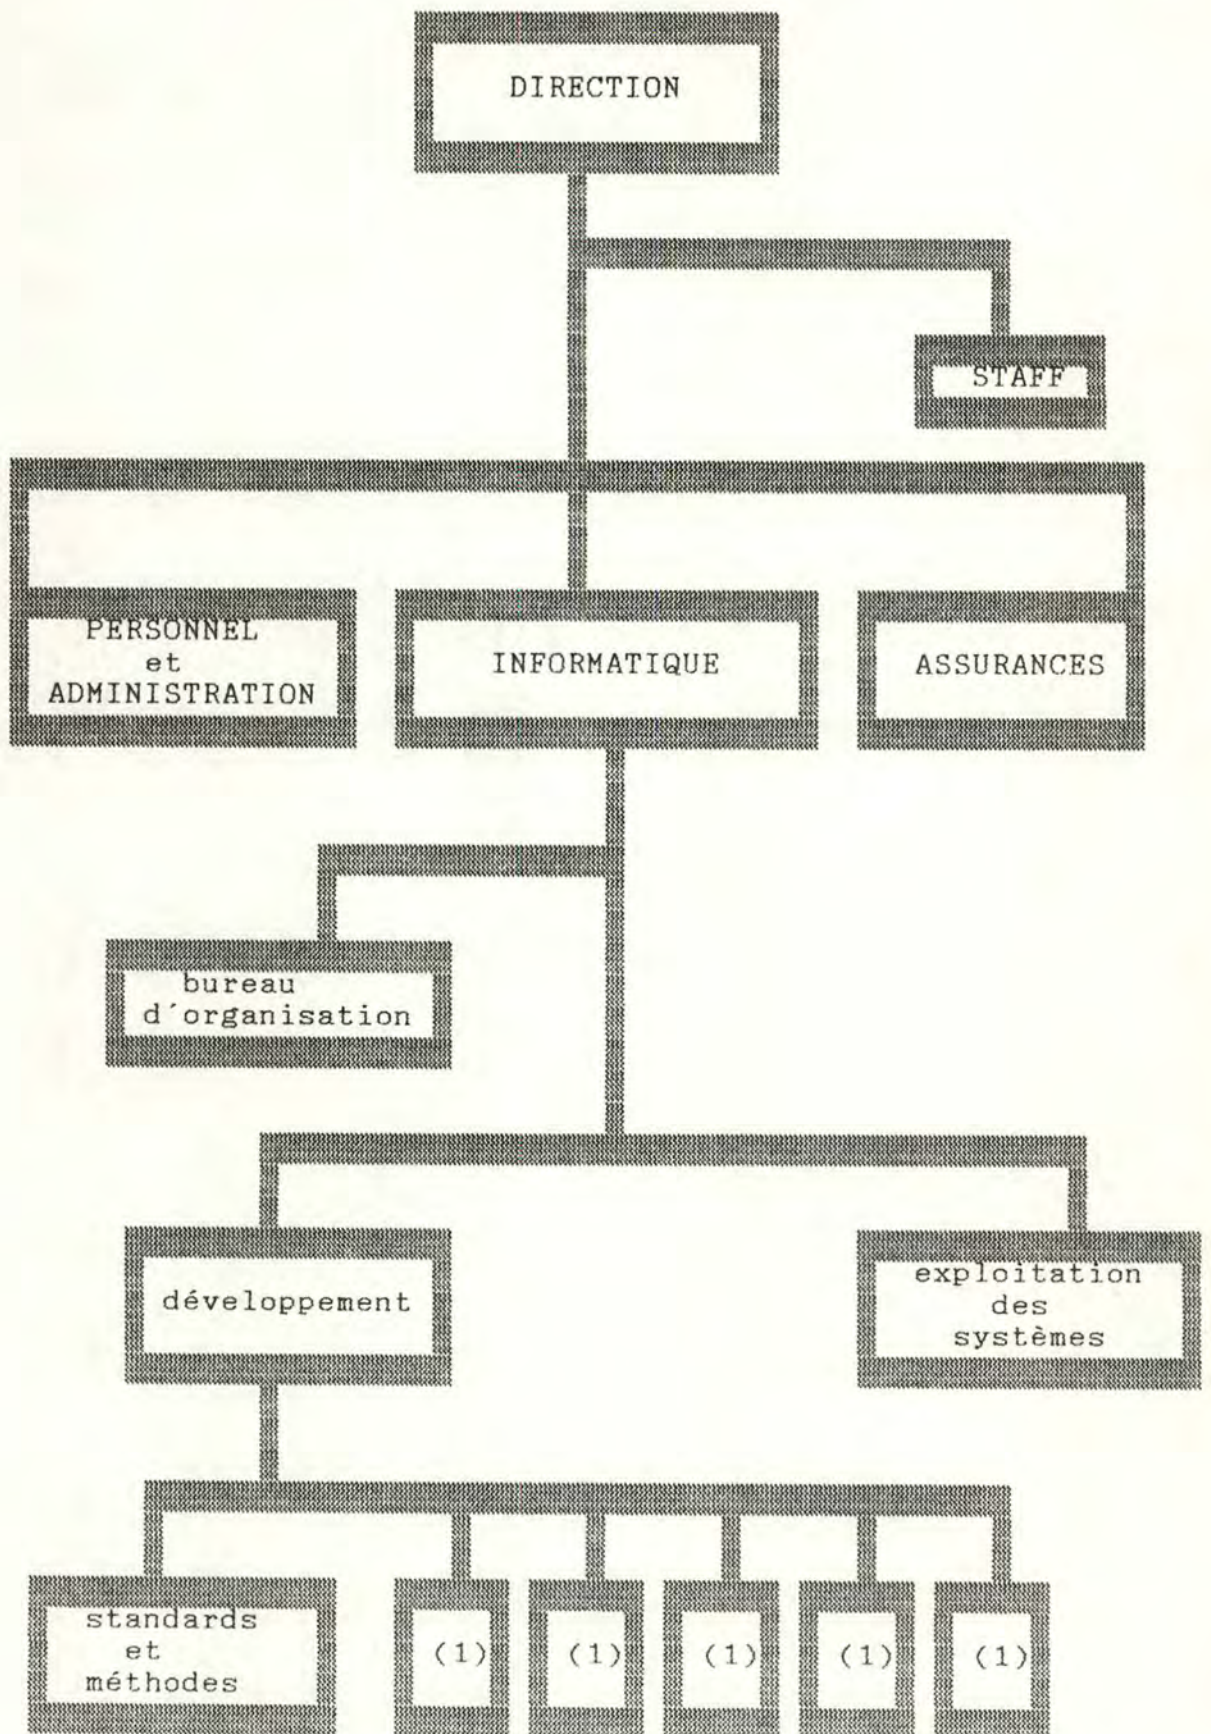 DIRECTION
STAFF
PERSONNEL
et
ADMINISTRATION
INFORMATIQUE
ASSURANCES
bureau
d´organisation
développement
exploitation
des
systèmes
standards
et
méthodes
(1)
(1)
(1)
(1)
(1)